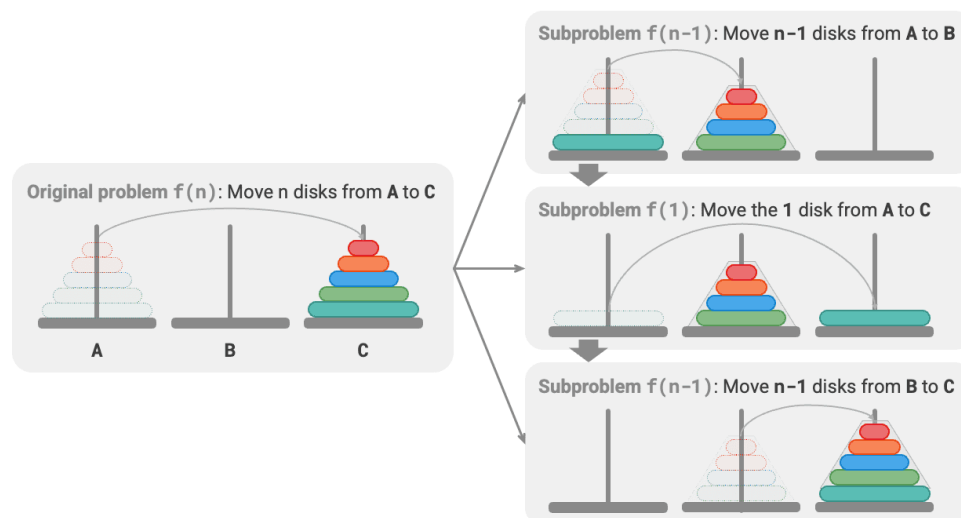 Original problem f(n): Move n disks from A to C
A B C
Subproblem f(n-1): Move n-1 disks from A to B
Subproblem f(1): Move the 1 disk from A to C
Subproblem f(n-1): Move n-1 disks from B to C